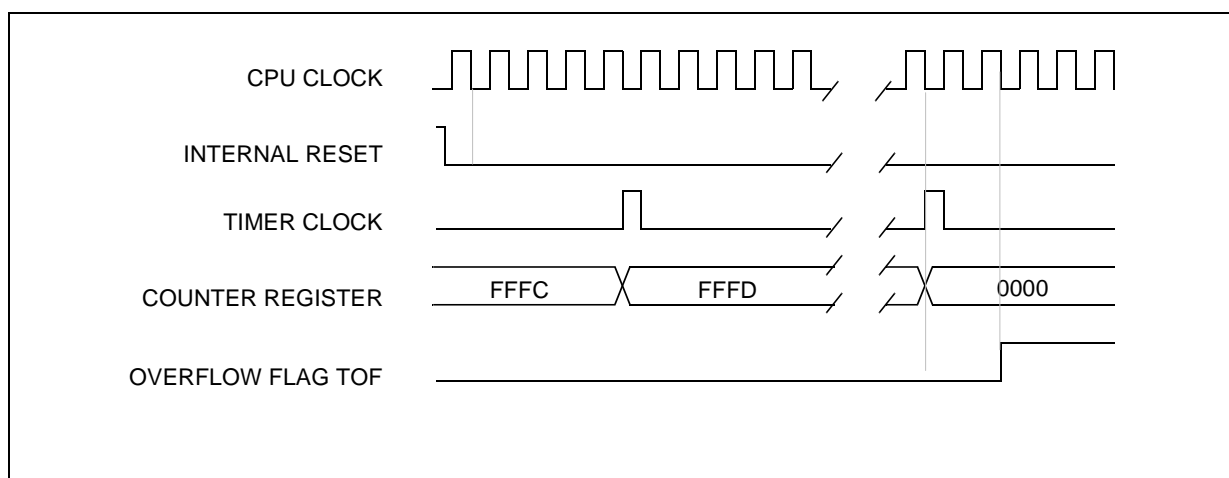 CPU CLOCK
INTERNAL RESET
TIMER CLOCK
COUNTER REGISTER
FFFC
FFFD
0000
OVERFLOW FLAG TOF